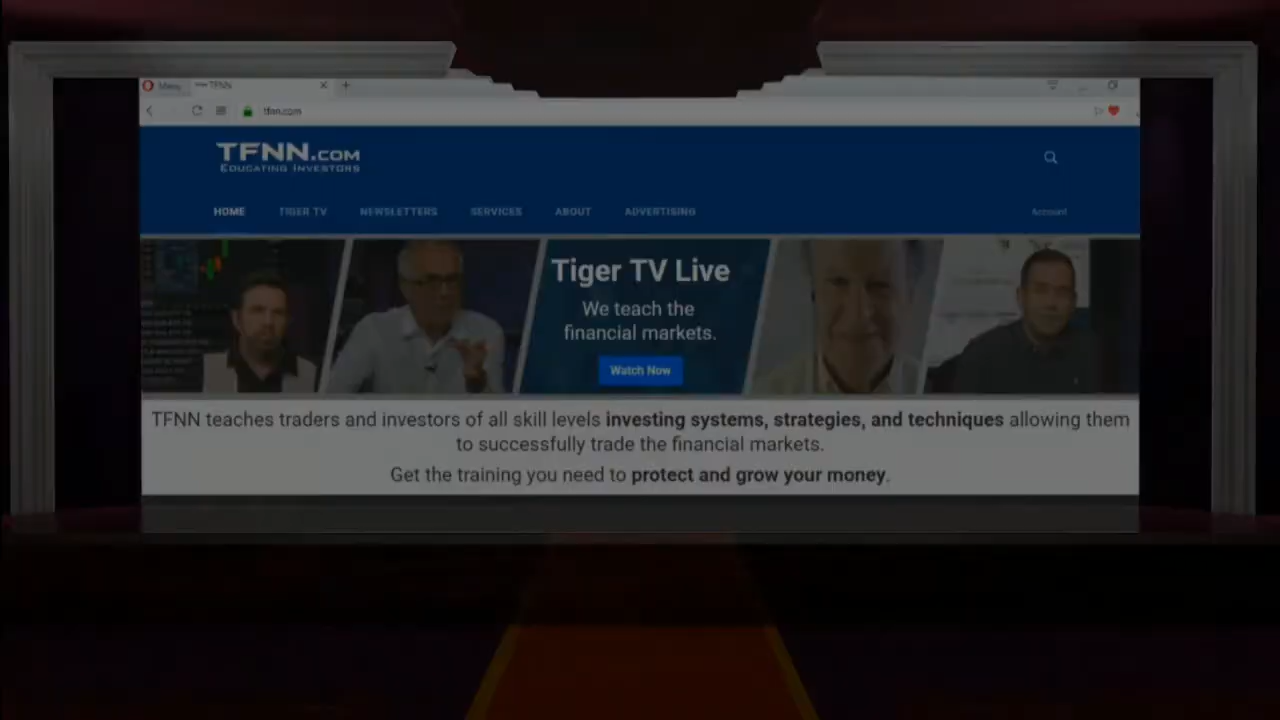 Menu
TFNN
tfnn.com
TFNN.COM
EDUCATING INVESTORS
HOME TIGER TV NEWSLETTERS SERVICES ABOUT ADVERTISING Account
Tiger TV Live
We teach the
financial markets.
Watch Now
TFNN teaches traders and investors of all skill levels investing systems, strategies, and techniques allowing them
to successfully trade the financial markets.
Get the training you need to protect and grow your money.